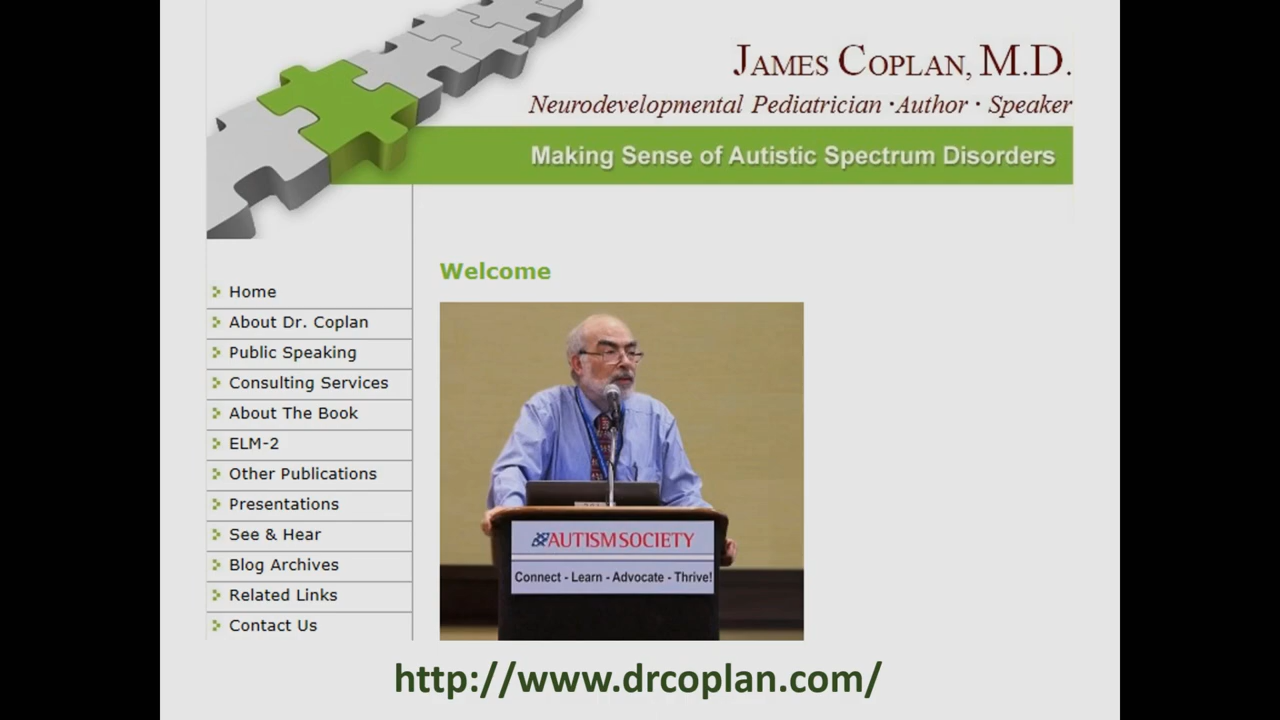 JAMES COPLAN, M.D.
Neurodevelopmental Pediatrician · Author · Speaker
Making Sense of Autistic Spectrum Disorders
Welcome
Home
About Dr. Coplan
Public Speaking
Consulting Services
About The Book
ELM-2
Other Publications
Presentations
See & Hear
Blog Archives
Related Links
Contact Us
AUTISM SOCIETY
Connect - Learn - Advocate - Thrive!
http://www.drcoplan.com/